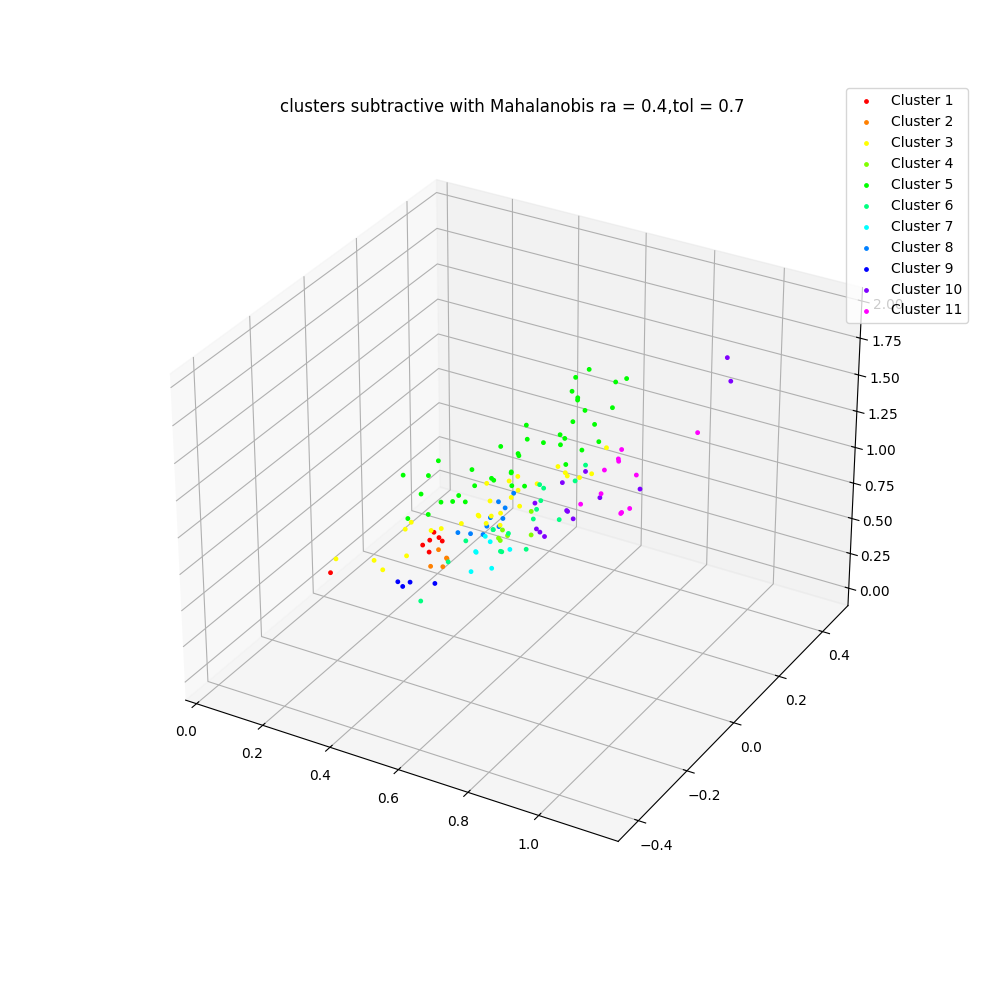 clusters subtractive with Mahalanobis ra = 0.4,tol = 0.7
Cluster 1
Cluster 2
Cluster 3
Cluster 4
Cluster 5
Cluster 6
Cluster 7
Cluster 8
Cluster 9
Cluster 10
Cluster 11
2.00
1.75
1.50
1.25
1.00
0.75
0.50
0.25
0.00
0.4
0.2
0.0
−0.2
−0.4
0.0
0.2
0.4
0.6
0.8
1.0